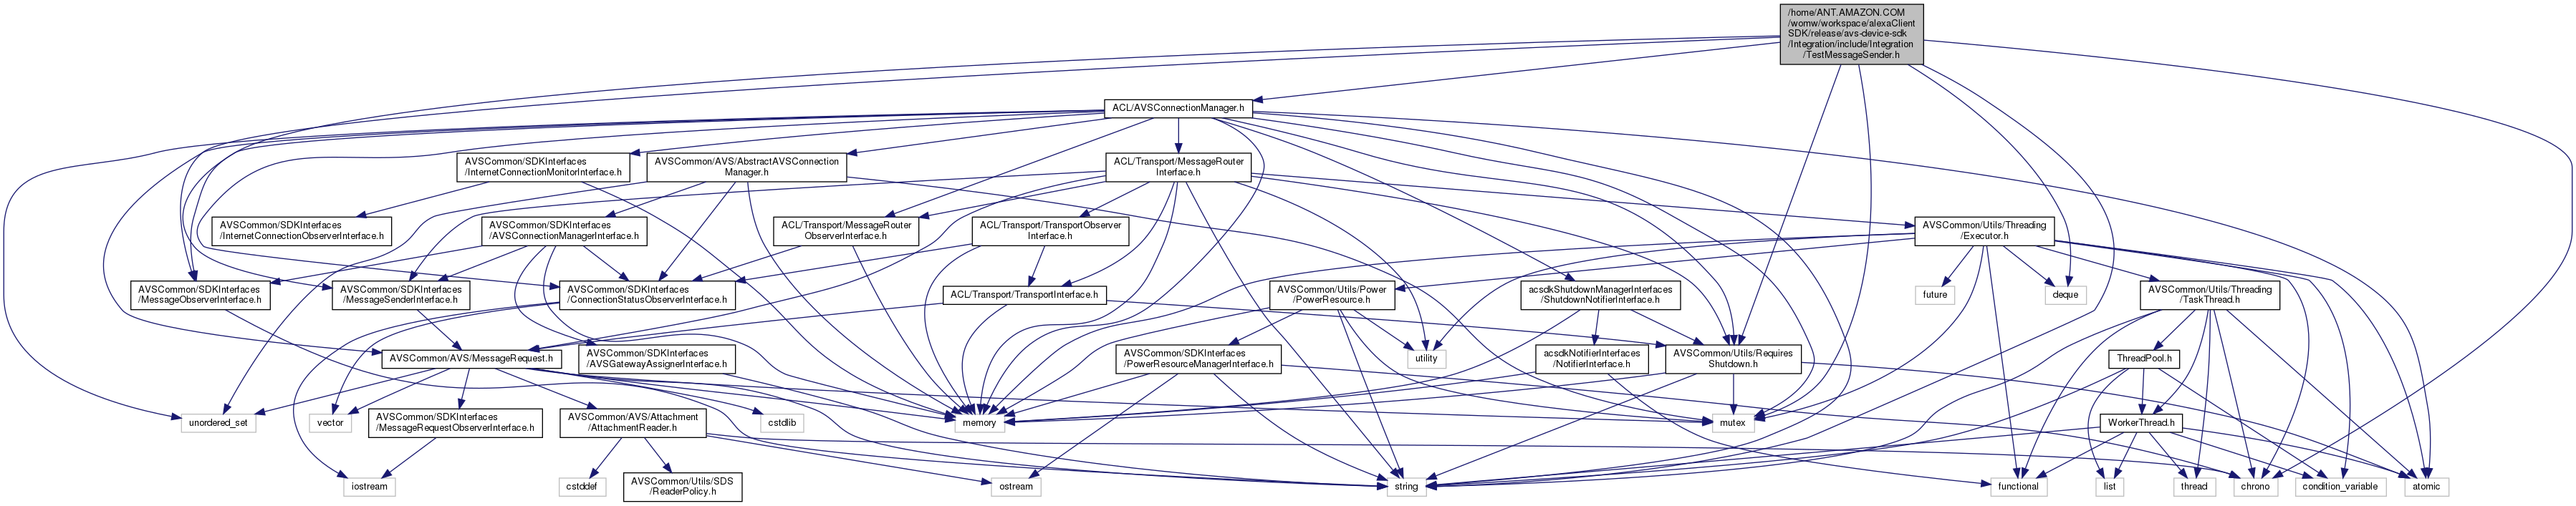 /home/ANT.AMAZON.COM
/womw/workspace/alexaClient
SDK/release/avs-device-sdk
/Integration/include/Integration
/TestMessageSender.h
ACL/AVSConnectionManager.h
AVSCommon/SDKInterfaces
/InternetConnectionMonitorInterface.h
AVSCommon/AVS/AbstractAVSConnection
Manager.h
ACL/Transport/MessageRouter
Interface.h
AVSCommon/SDKInterfaces
/InternetConnectionObserverInterface.h
AVSCommon/SDKInterfaces
/AVSConnectionManagerInterface.h
ACL/Transport/MessageRouter
ObserverInterface.h
ACL/Transport/TransportObserver
Interface.h
AVSCommon/Utils/Threading
/Executor.h
AVSCommon/SDKInterfaces
/MessageObserverInterface.h
AVSCommon/SDKInterfaces
/MessageSenderInterface.h
AVSCommon/SDKInterfaces
/ConnectionStatusObserverInterface.h
ACL/Transport/TransportInterface.h
AVSCommon/Utils/Power
/PowerResource.h
acsdkShutdownManagerInterfaces
/ShutdownNotifierInterface.h
future
deque
AVSCommon/Utils/Threading
/TaskThread.h
AVSCommon/AVS/MessageRequest.h
AVSCommon/SDKInterfaces
/AVSGatewayAssignerInterface.h
AVSCommon/SDKInterfaces
/PowerResourceManagerInterface.h
utility
acsdkNotifierInterfaces
/NotifierInterface.h
AVSCommon/Utils/Requires
Shutdown.h
ThreadPool.h
unordered_set
vector
AVSCommon/SDKInterfaces
/MessageRequestObserverInterface.h
AVSCommon/AVS/Attachment
/AttachmentReader.h
cstdlib
memory
mutex
WorkerThread.h
iostream
cstddef
AVSCommon/Utils/SDS
/ReaderPolicy.h
ostream
string
functional
list
thread
chrono
condition_variable
atomic